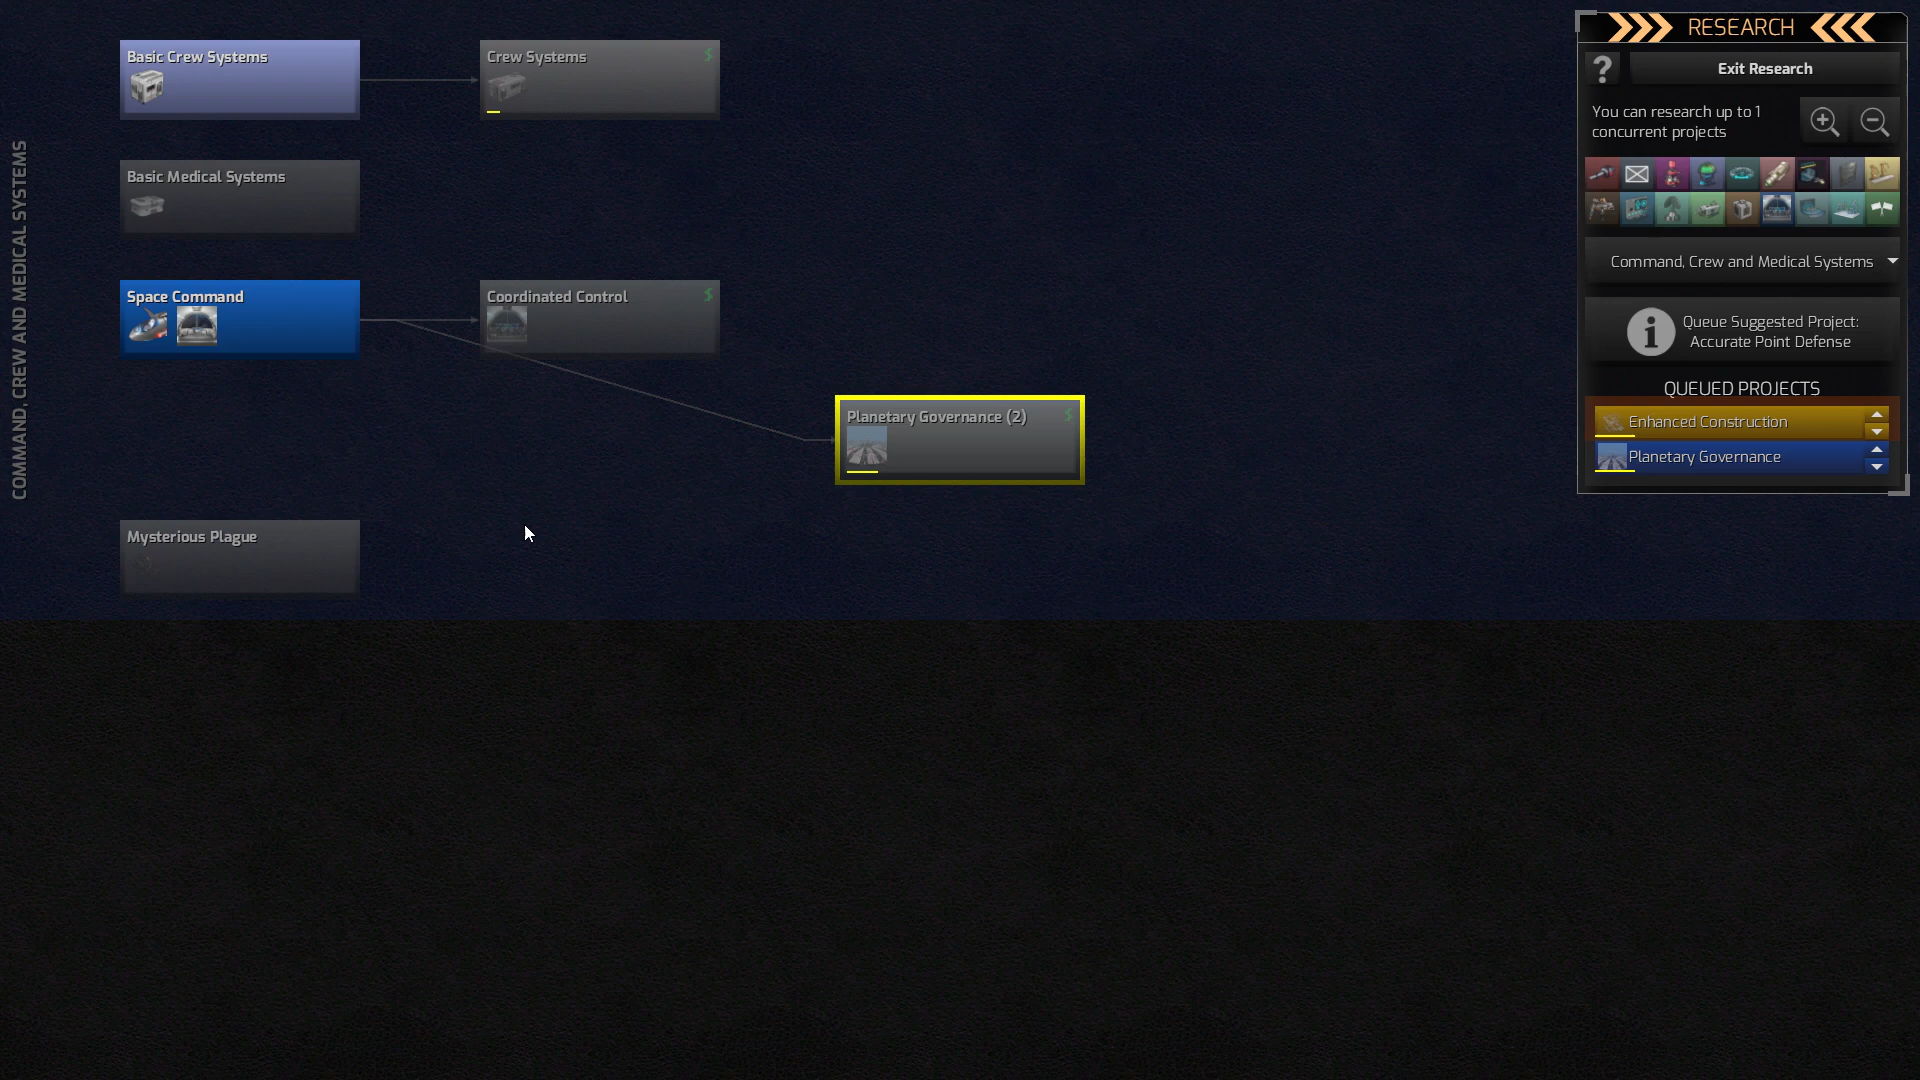 COMMAND, CREW AND MEDICAL SYSTEMS
Basic Crew Systems
Crew Systems
$
Basic Medical Systems
Space Command
Coordinated Control
$
Planetary Governance (2)
$
Mysterious Plague
RESEARCH
?
Exit Research
You can research up to 1
concurrent projects
Command, Crew and Medical Systems
Queue Suggested Project:
Accurate Point Defense
QUEUED PROJECTS
Enhanced Construction
Planetary Governance